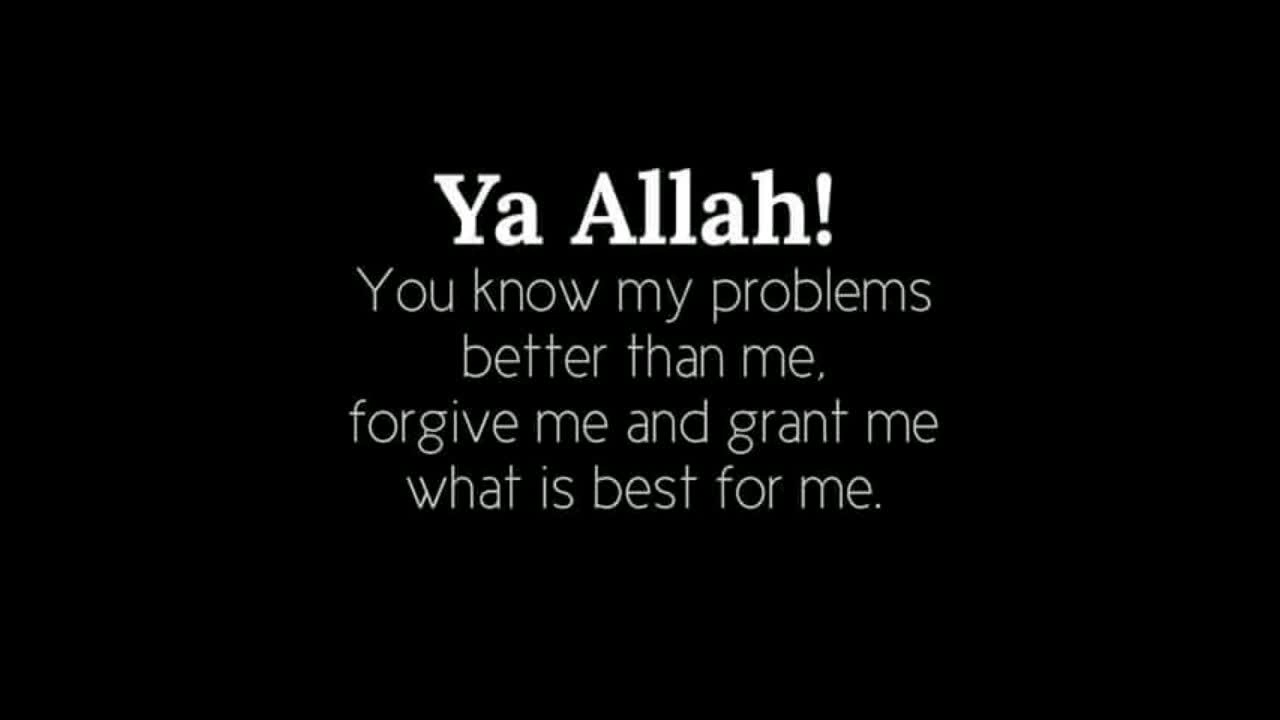 Ya Allah!
You know my problems
better than me,
forgive me and grant me
what is best for me.